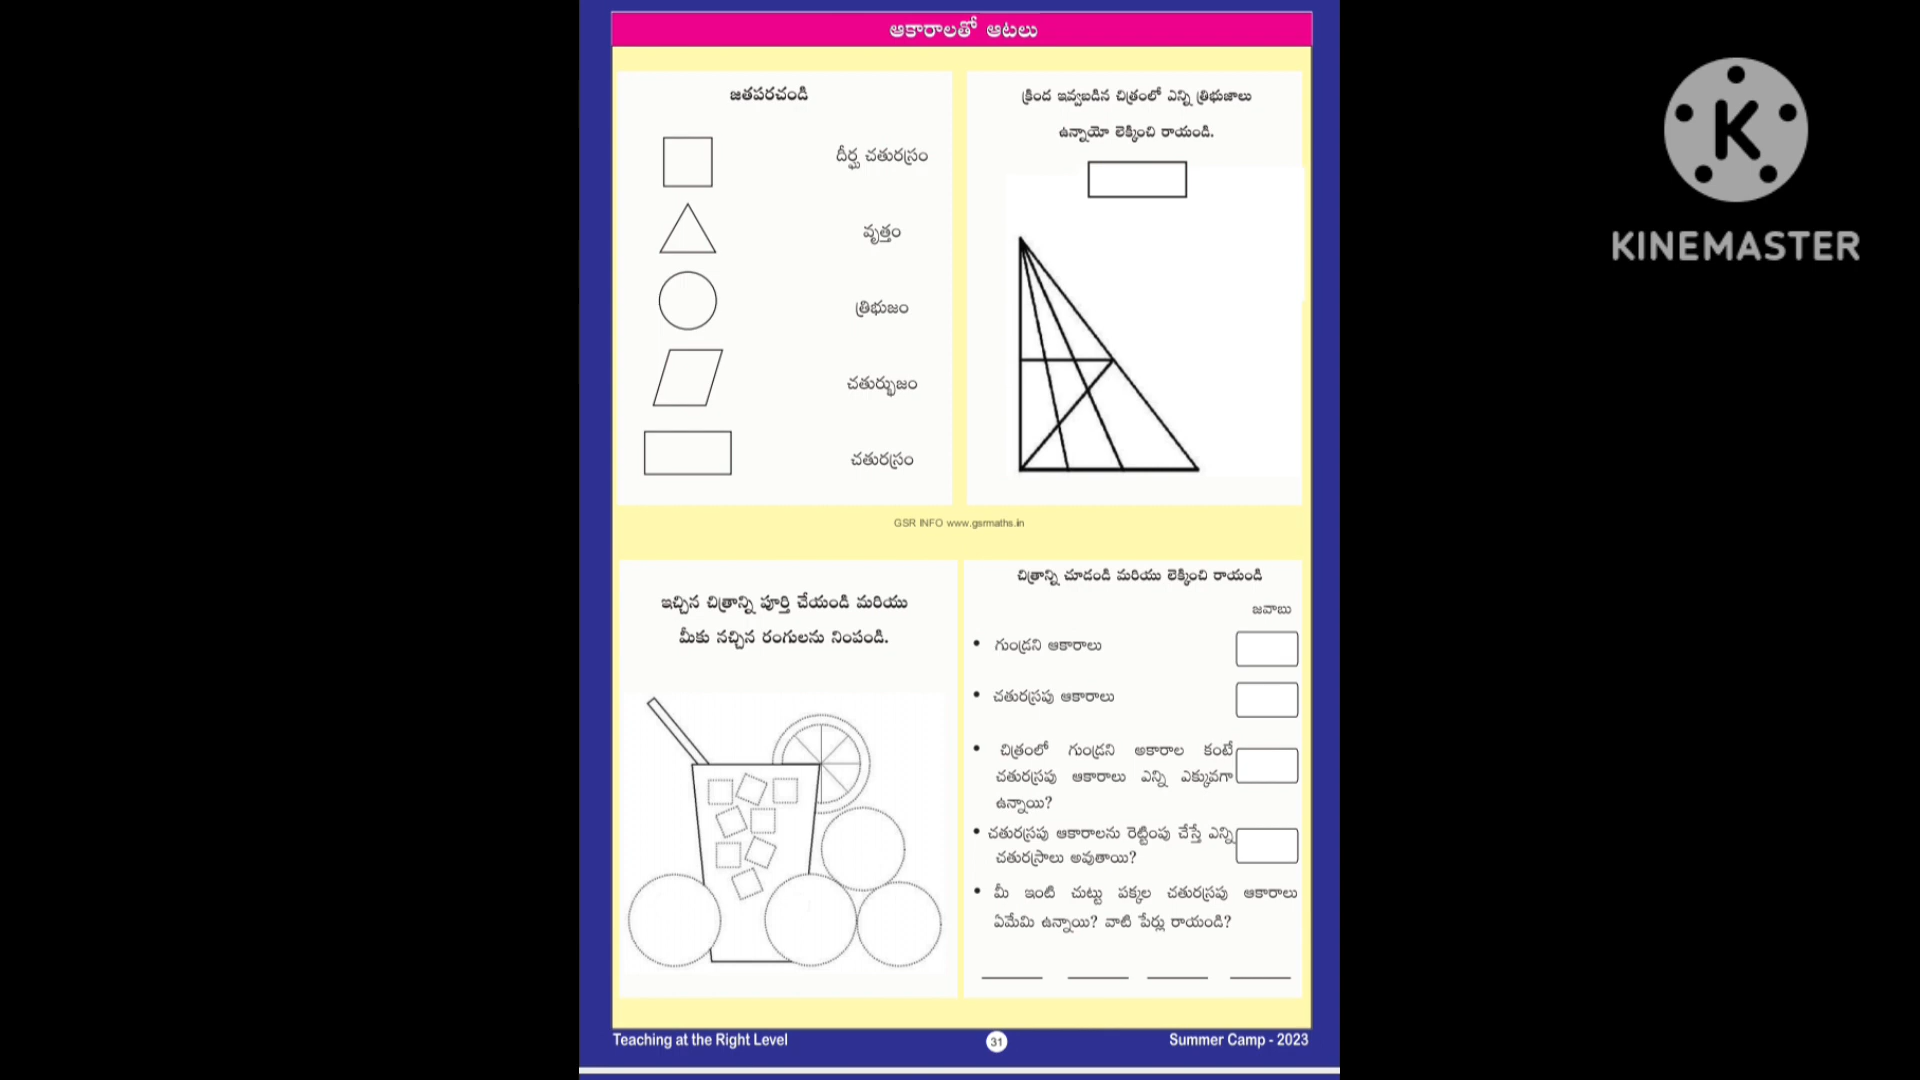 ఆకారాలతో ఆటలు
జతపరచండి
దీర్ఘ చతురస్రం
వృత్తం
త్రిభుజం
చతుర్భుజం
చతురస్రం
క్రింద ఇవ్వబడిన చిత్రంలో ఎన్ని త్రిభుజాలు
ఉన్నాయో లెక్కించి రాయండి.
GSR INFO www.gsrmaths.in
ఇచ్చిన చిత్రాన్ని పూర్తి చేయండి మరియు
మీకు నచ్చిన రంగులను నింపండి.
చిత్రాన్ని చూడండి మరియు లెక్కించి రాయండి
జవాబు
• గుండ్రని ఆకారాలు
• చతురస్రపు ఆకారాలు
• చిత్రంలో గుండ్రని అకారాల కంటే
చతురస్రపు ఆకారాలు ఎన్ని ఎక్కువగా
ఉన్నాయి?
• చతురస్రపు ఆకారాలను రెట్టింపు చేస్తే ఎన్ని
చతురస్రాలు అవుతాయి?
• మీ ఇంటి చుట్టు పక్కల చతురస్రపు ఆకారాలు
ఏమేమి ఉన్నాయి? వాటి పేర్లు రాయండి?
Teaching at the Right Level
31
Summer Camp - 2023
K
KINEMASTER